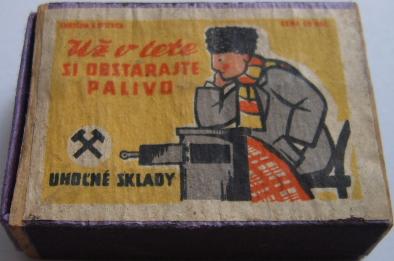 Už v lete
SI OBSTARAJTE
PALIVO
UHOĽNÉ SKLADY